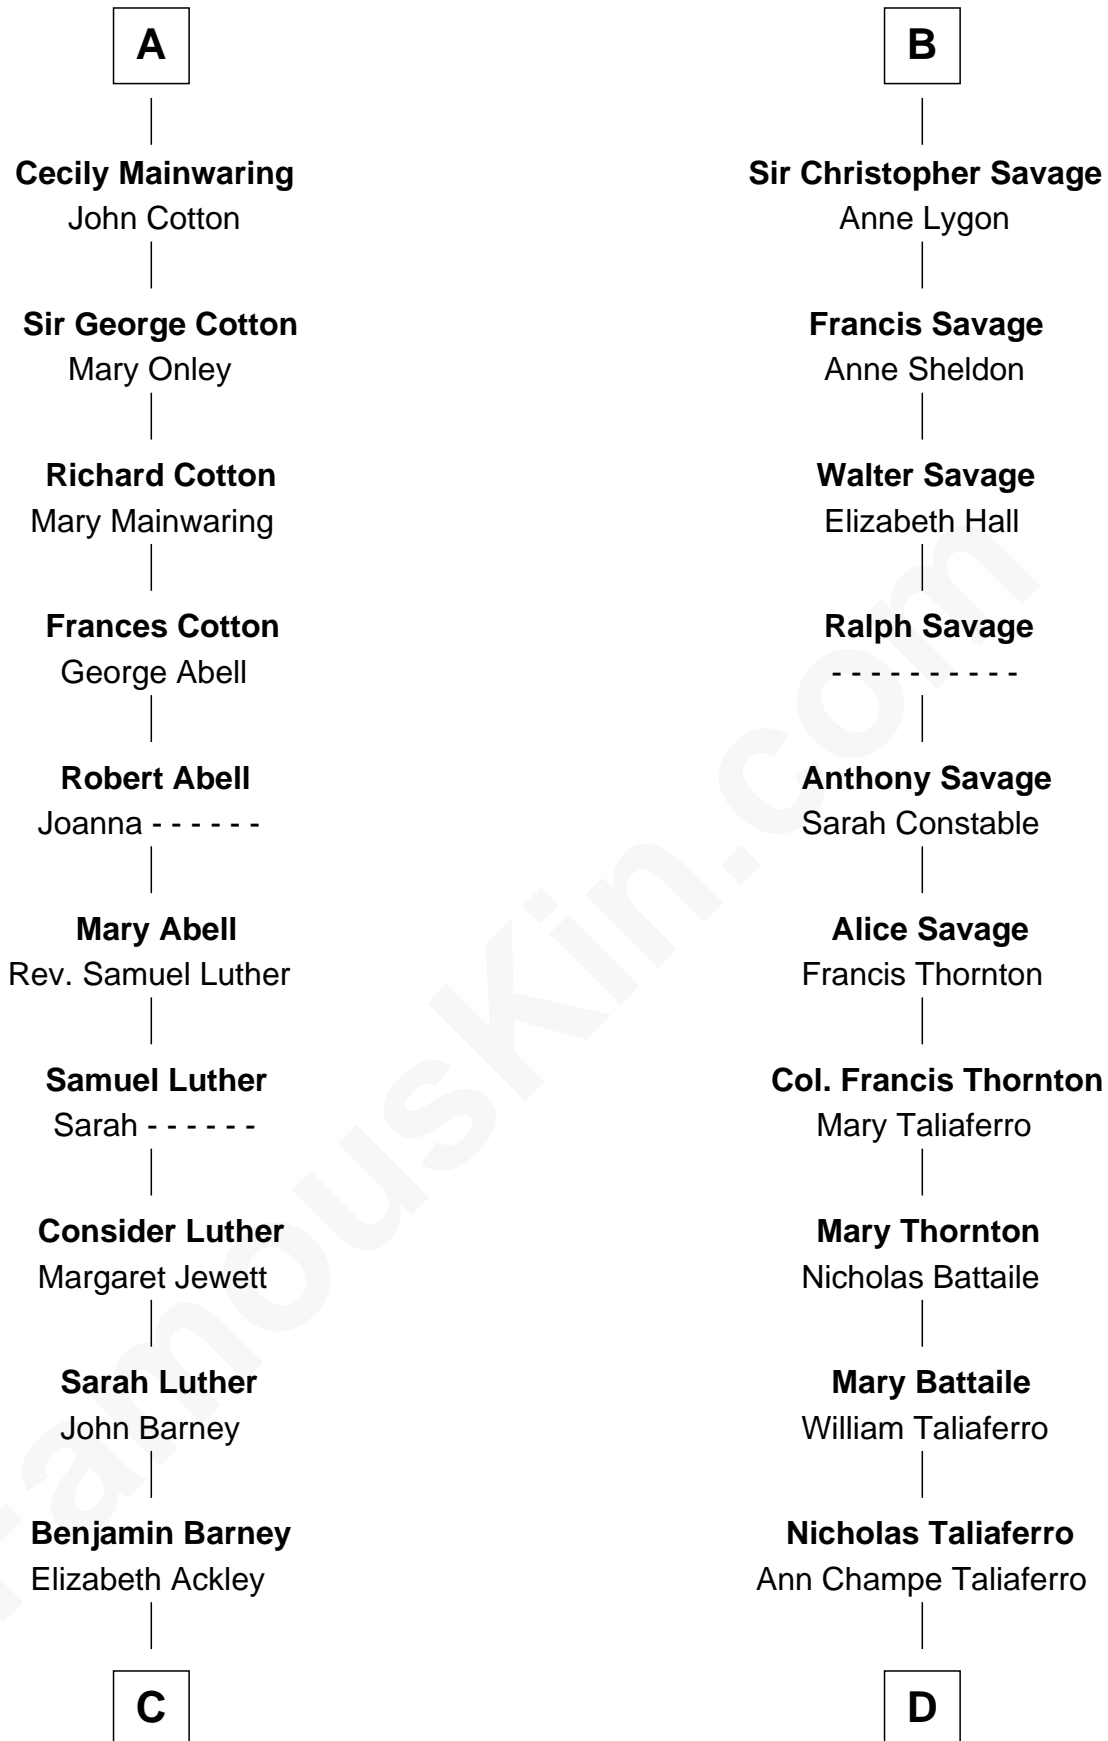 A
Cecily Mainwaring
John Cotton
Sir George Cotton
Mary Onley
Richard Cotton
Mary Mainwaring
Frances Cotton
George Abell
Robert Abell
Joanna - - - - - -
Mary Abell
Rev. Samuel Luther
Samuel Luther
Sarah - - - - - -
Consider Luther
Margaret Jewett
Sarah Luther
John Barney
Benjamin Barney
Elizabeth Ackley
C
B
Sir Christopher Savage
Anne Lygon
Francis Savage
Anne Sheldon
Walter Savage
Elizabeth Hall
Ralph Savage
- - - - - - - - - -
Anthony Savage
Sarah Constable
Alice Savage
Francis Thornton
Col. Francis Thornton
Mary Taliaferro
Mary Thornton
Nicholas Battaile
Mary Battaile
William Taliaferro
Nicholas Taliaferro
Ann Champe Taliaferro
D
FamousKin.com